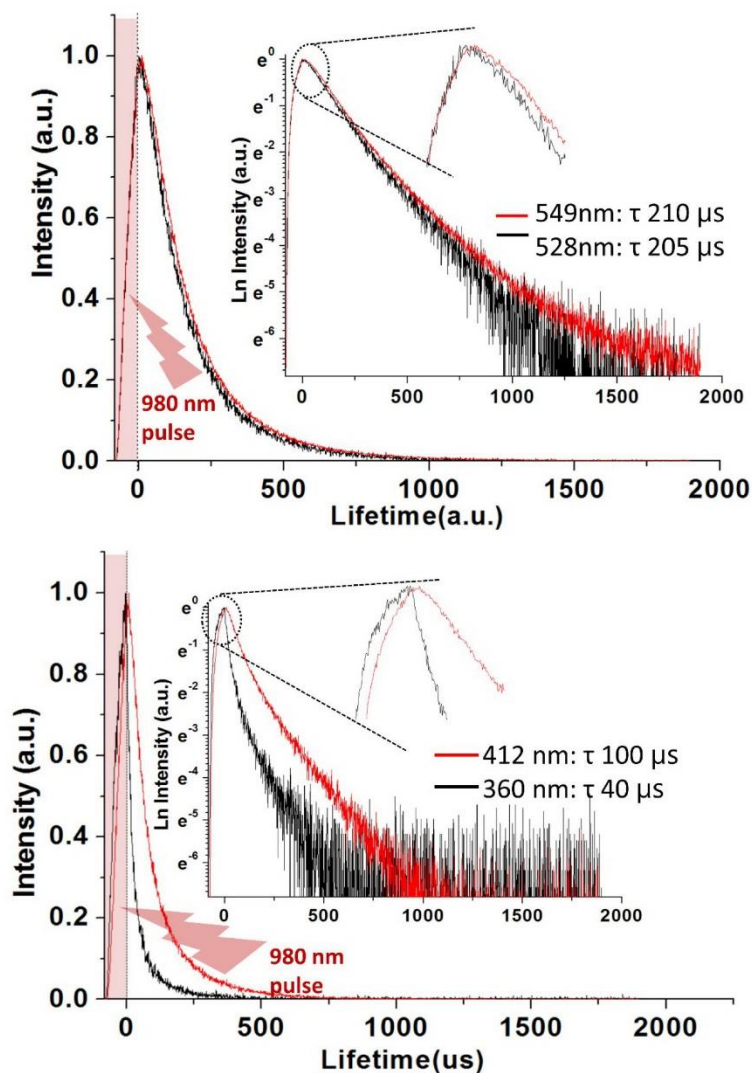 Intensity (a.u.)
1.0
0.8
0.6
0.4
0.2
0.0
0
500
1000
1500
2000
Lifetime(a.u.)
980 nm
pulse
Ln Intensity (a.u.)
e0
e-1
e-2
e-3
e-4
e-5
e-6
0
500
1000
1500
2000
549nm: τ 210 μs
528nm: τ 205 μs
Intensity (a.u.)
1.0
0.8
0.6
0.4
0.2
0.0
0
500
1000
1500
2000
Lifetime(us)
980 nm
pulse
Ln Intensity (a.u.)
e0
e-1
e-2
e-3
e-4
e-5
e-6
0
500
1000
1500
2000
412 nm: τ 100 μs
360 nm: τ 40 μs